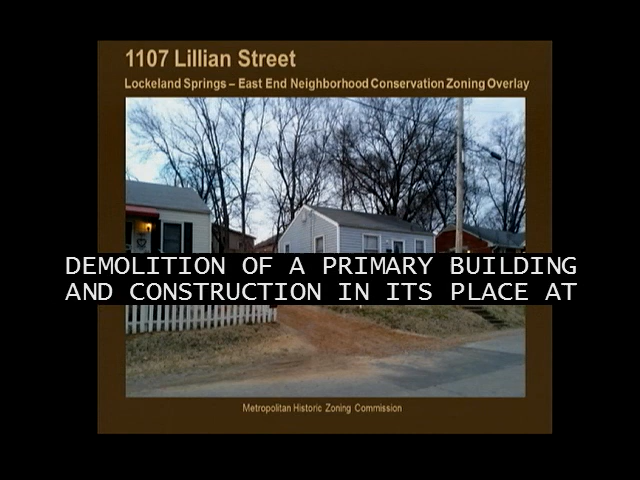 1107 Lillian Street
Lockeland Springs – East End Neighborhood Conservation Zoning Overlay
DEMOLITION OF A PRIMARY BUILDING
AND CONSTRUCTION IN ITS PLACE AT
Metropolitan Historic Zoning Commission